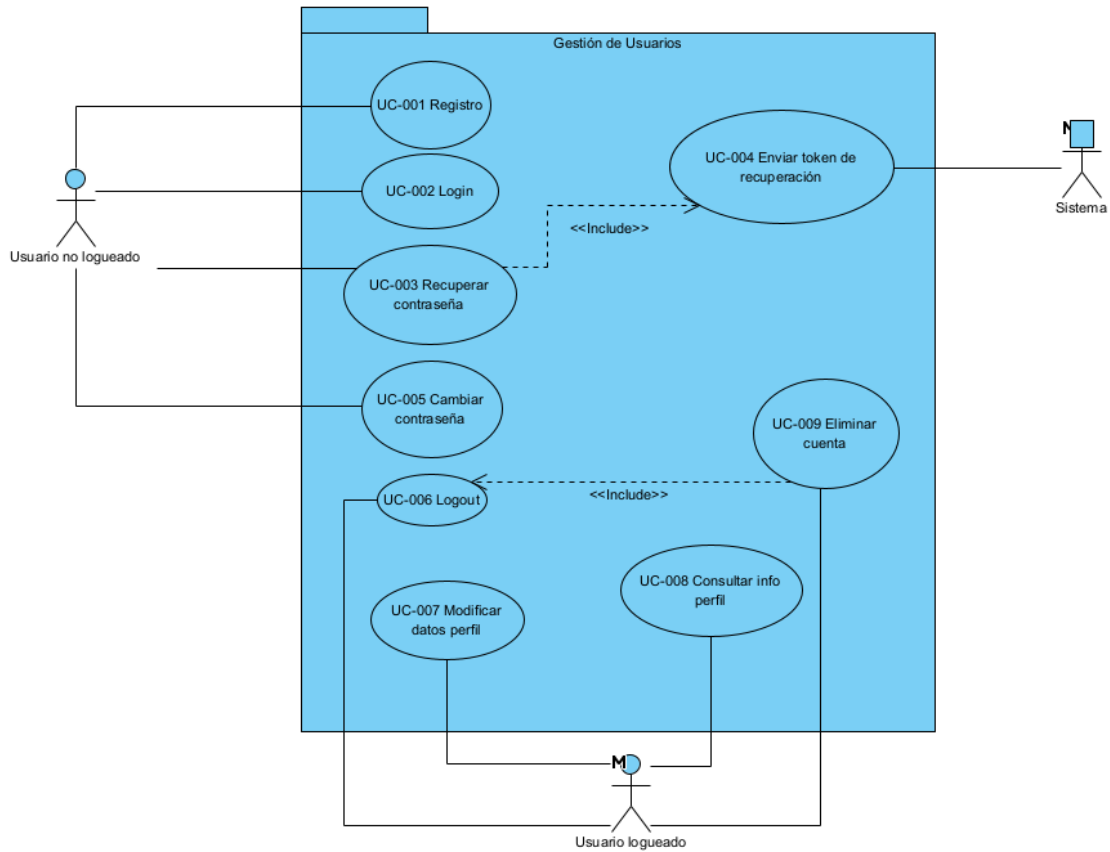 Gestión de Usuarios
UC-001 Registro
UC-002 Login
UC-003 Recuperar
contraseña
UC-004 Enviar token de
recuperación
<<Include>>
M
Sistema
Usuario no logueado
UC-005 Cambiar
contraseña
UC-009 Eliminar
cuenta
UC-006 Logout
<<Include>>
UC-007 Modificar
datos perfil
UC-008 Consultar info
perfil
M
Usuario logueado